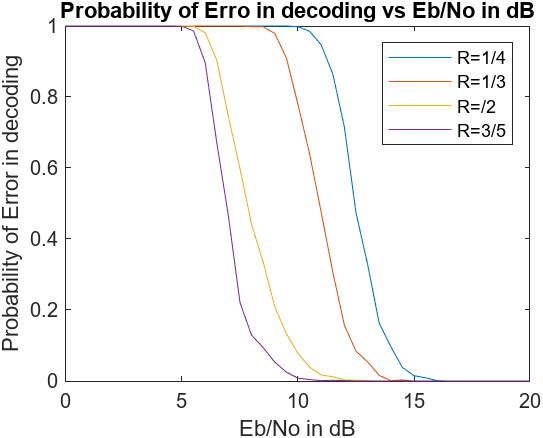 Probability of Erro in decoding vs Eb/No in dB
Probability of Error in decoding
1
0.8
0.6
0.4
0.2
0
0
5
10
15
20
Eb/No in dB
R=1/4
R=1/3
R=/2
R=3/5